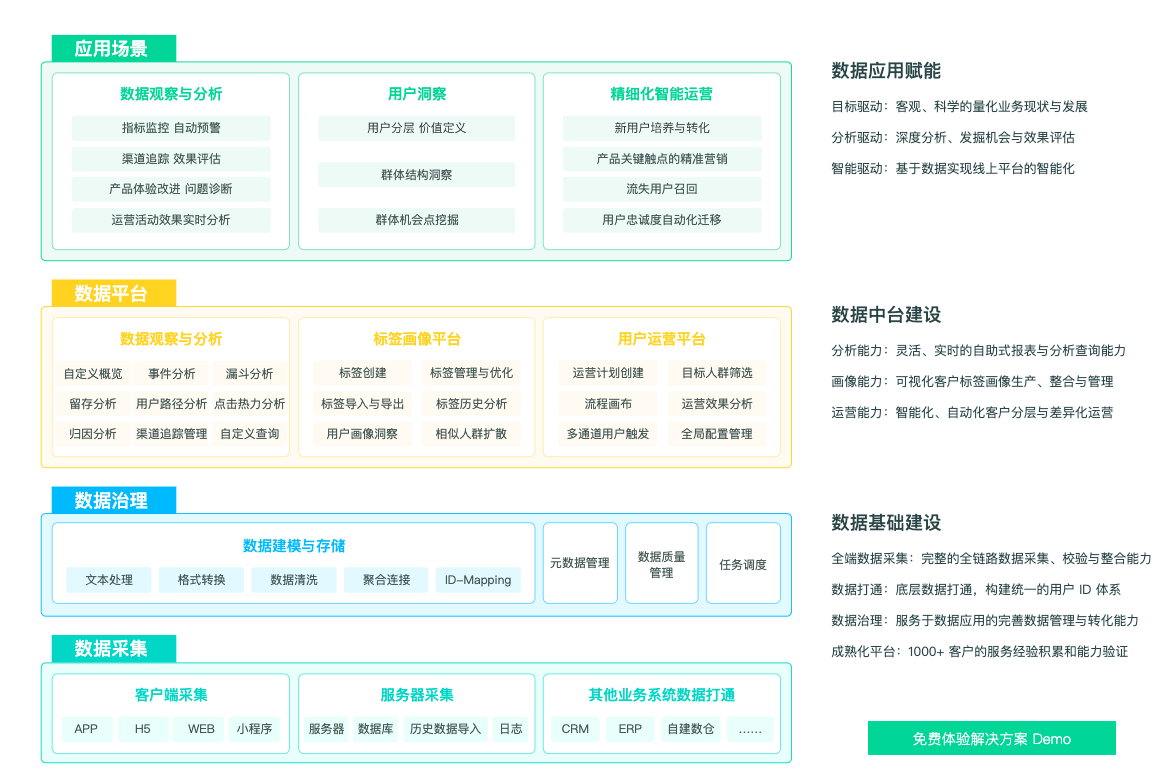 应用场景
数据观察与分析
指标监控 自动预警
渠道追踪 效果评估
产品体验改进 问题诊断
运营活动效果实时分析
用户洞察
用户分层 价值定义
群体结构洞察
群体机会点挖掘
精细化智能运营
新用户培养与转化
产品关键触点的精准营销
流失用户召回
用户忠诚度自动化迁移
数据应用赋能
目标驱动：客观、科学的量化业务现状与发展
分析驱动：深度分析、发掘机会与效果评估
智能驱动：基于数据实现线上平台的智能化
数据平台
数据观察与分析
自定义概览 事件分析 漏斗分析
留存分析 用户路径分析 点击热力分析
归因分析 渠道追踪管理 自定义查询
标签画像平台
标签创建 标签管理与优化
标签导入与导出 标签历史分析
用户画像洞察 相似人群扩散
用户运营平台
运营计划创建 目标人群筛选
流程画布 运营效果分析
多通道用户触发 全局配置管理
数据中台建设
分析能力：灵活、实时的自助式报表与分析查询能力
画像能力：可视化客户标签画像生产、整合与管理
运营能力：智能化、自动化客户分层与差异化运营
数据治理
数据建模与存储
文本处理 格式转换 数据清洗 聚合连接 ID-Mapping
元数据管理
数据质量
管理
任务调度
数据基础建设
全端数据采集：完整的全链路数据采集、校验与整合能力
数据打通：底层数据打通，构建统一的用户 ID 体系
数据治理：服务于数据应用的完善数据管理与转化能力
成熟化平台：1000+ 客户的服务经验积累和能力验证
数据采集
客户端采集
APP H5 WEB 小程序
服务器采集
服务器 数据库 历史数据导入 日志
其他业务系统数据打通
CRM ERP 自建数仓 ……
免费体验解决方案 Demo